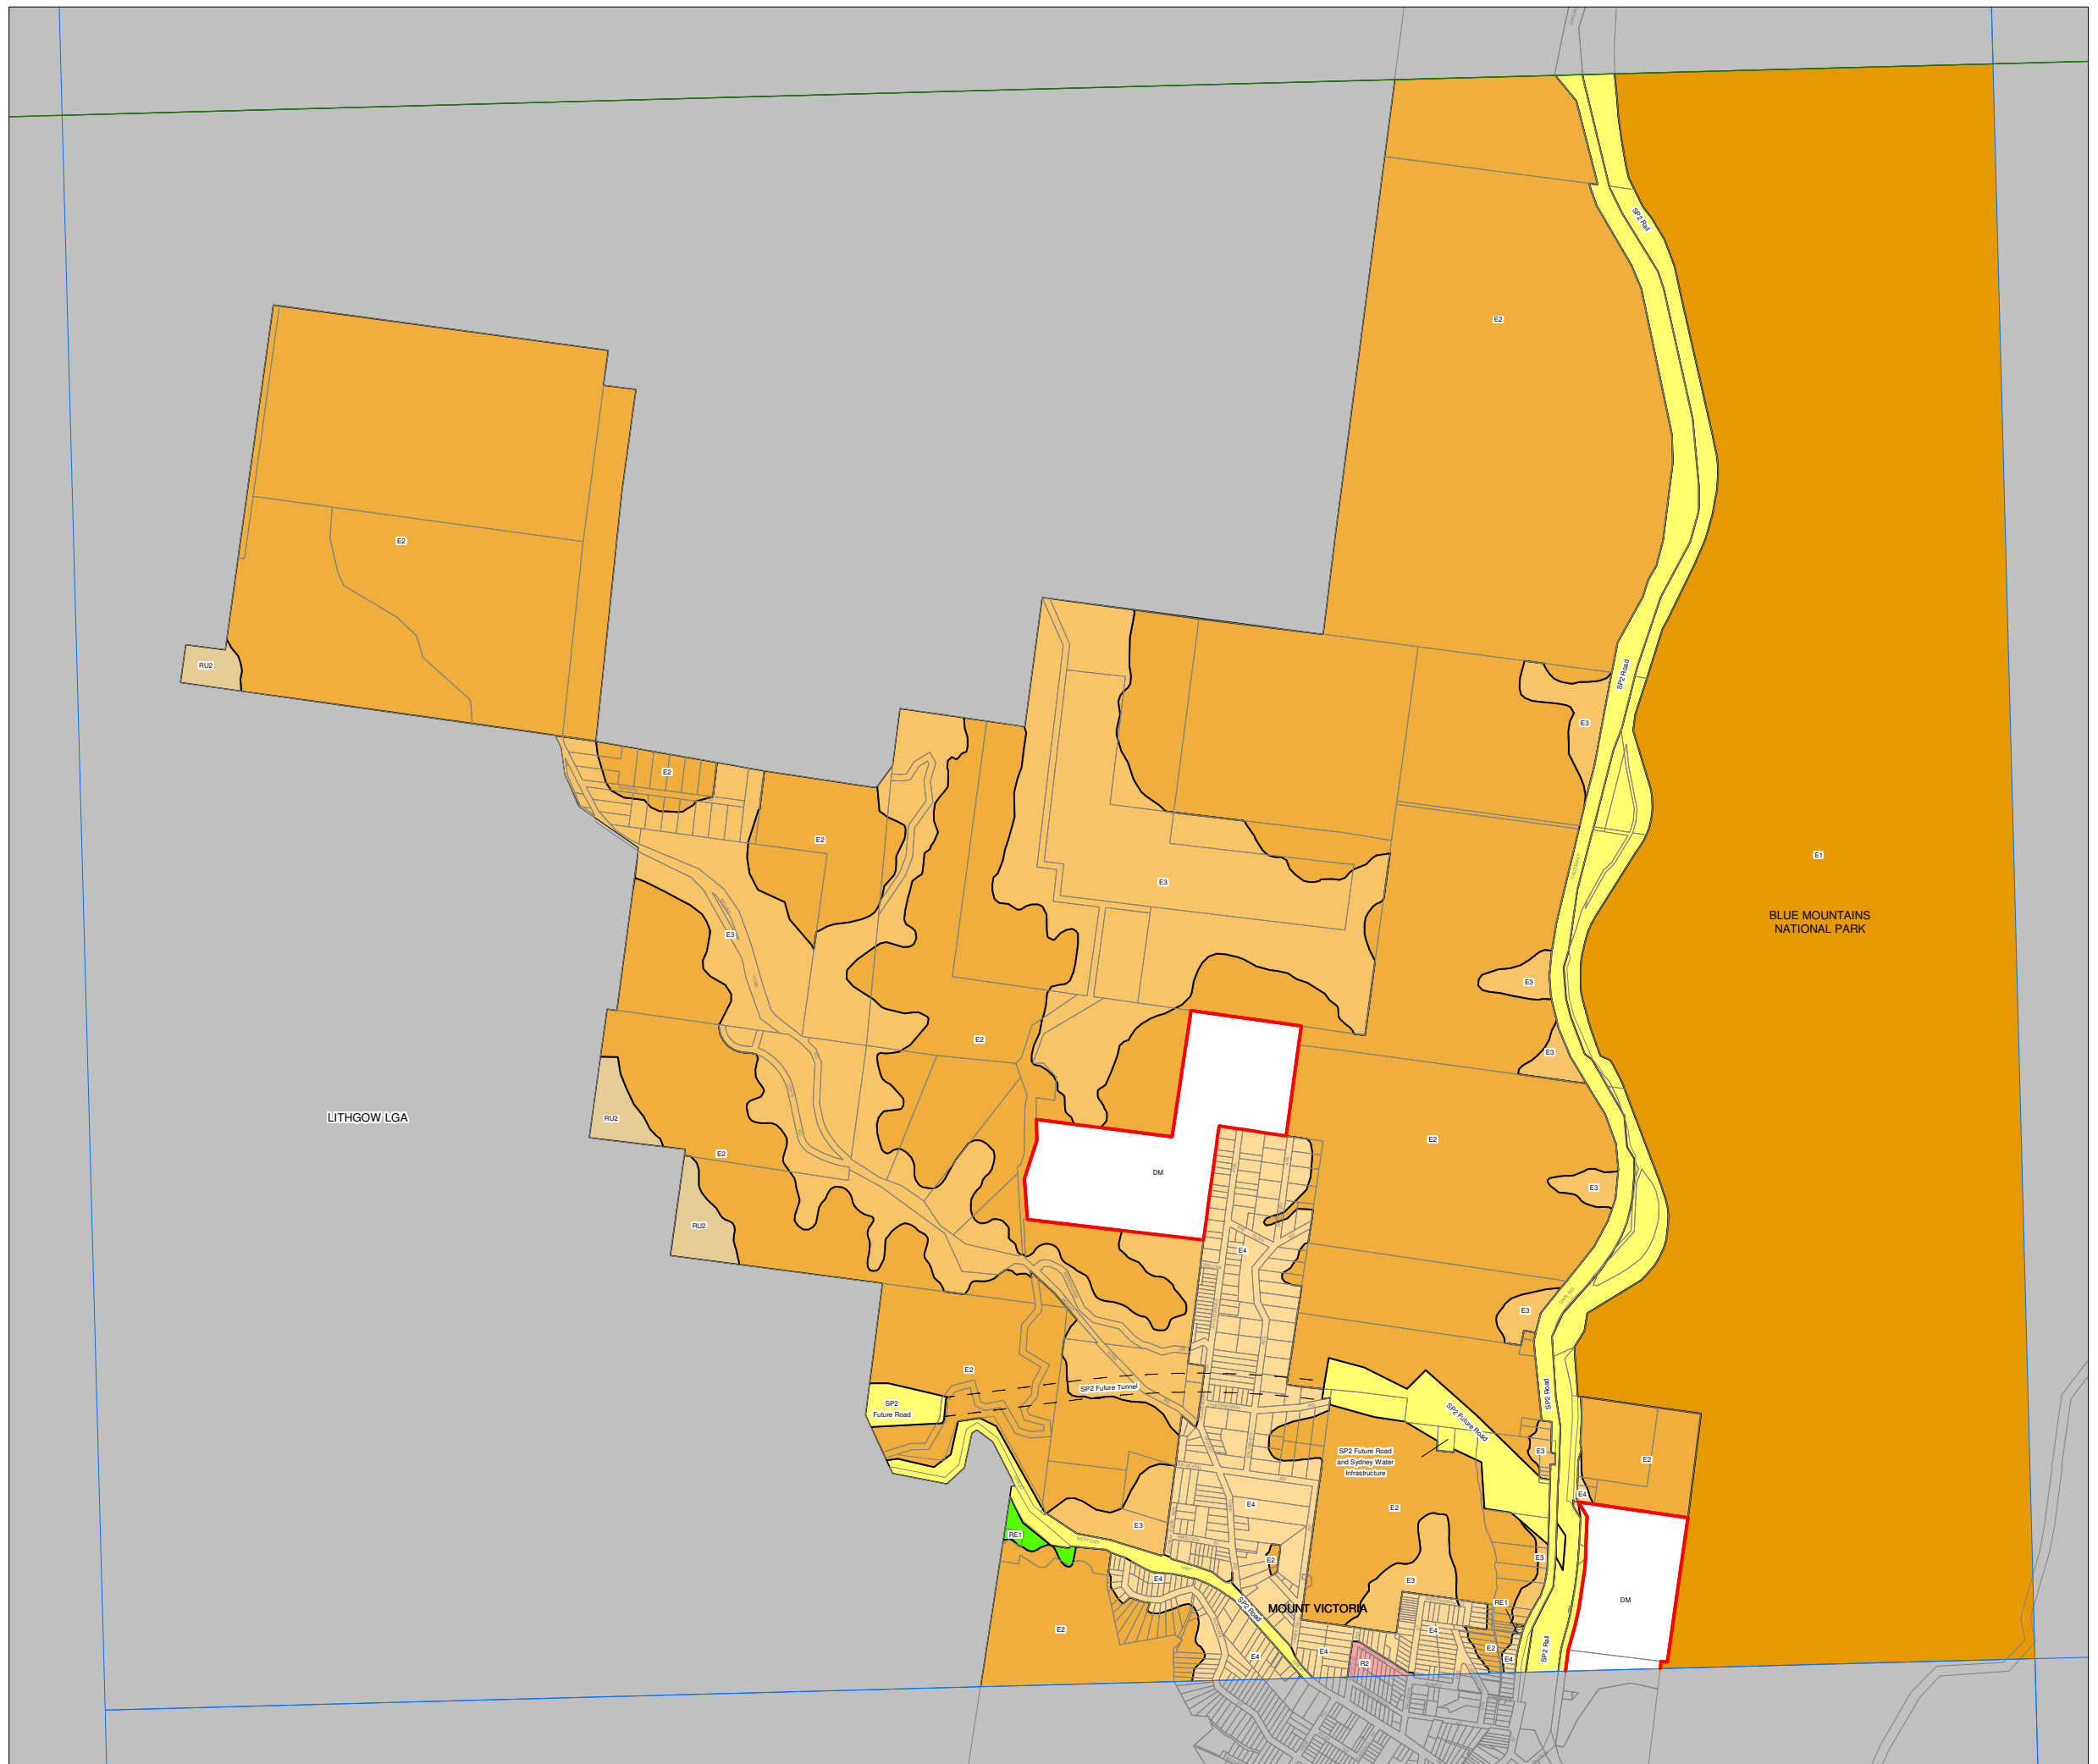 SP2 Rail
E2
E2
RU2
SP2 Road
E3
E2
E2
E1
E3
BLUE MOUNTAINS
NATIONAL PARK
E3
E3
E2
E3
LITHGOW LGA
RU2
E2
E2
DM
E3
RU2
E4
E3
E2
SP2 Future Tunnel
SP2 Road
SP2
Future Road
SP2 Future Road
SP2 Future Road
and Sydney Water
Infrastructure
E3
E2
E4
E4
E2
RE1
E3
E2
E3
E4
E3
SP2 Road
MOUNT VICTORIA
RE1
DM
E2
E4
E4
E4
R2
E2
E4
SP2 Rail